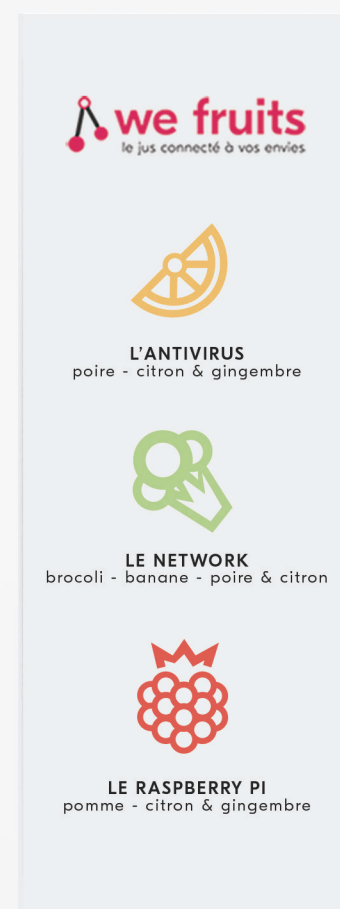 we fruits
le jus connecté à vos envies
L'ANTIVIRUS
poire - citron & gingembre
LE NETWORK
brocoli - banane - poire & citron
LE RASPBERRY PI
pomme - citron & gingembre